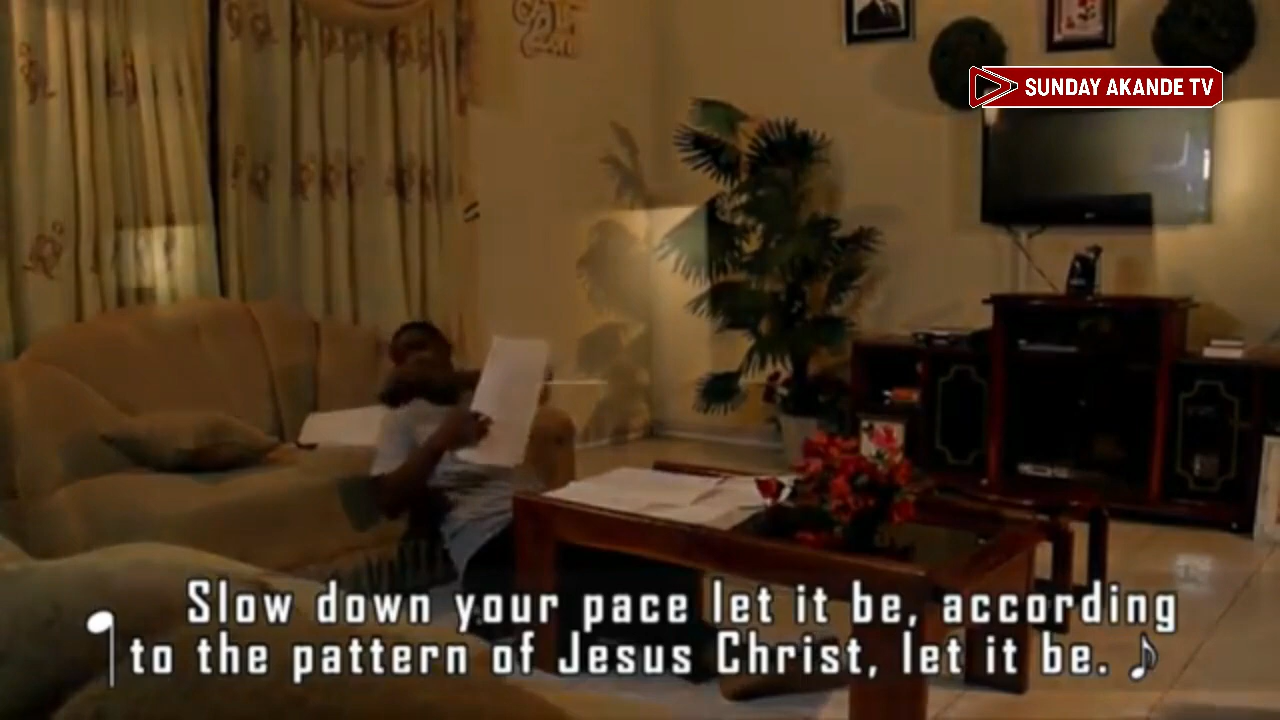 SUNDAY AKANDE TV
Slow down your pace let it be, according
to the pattern of Jesus Christ, let it be.